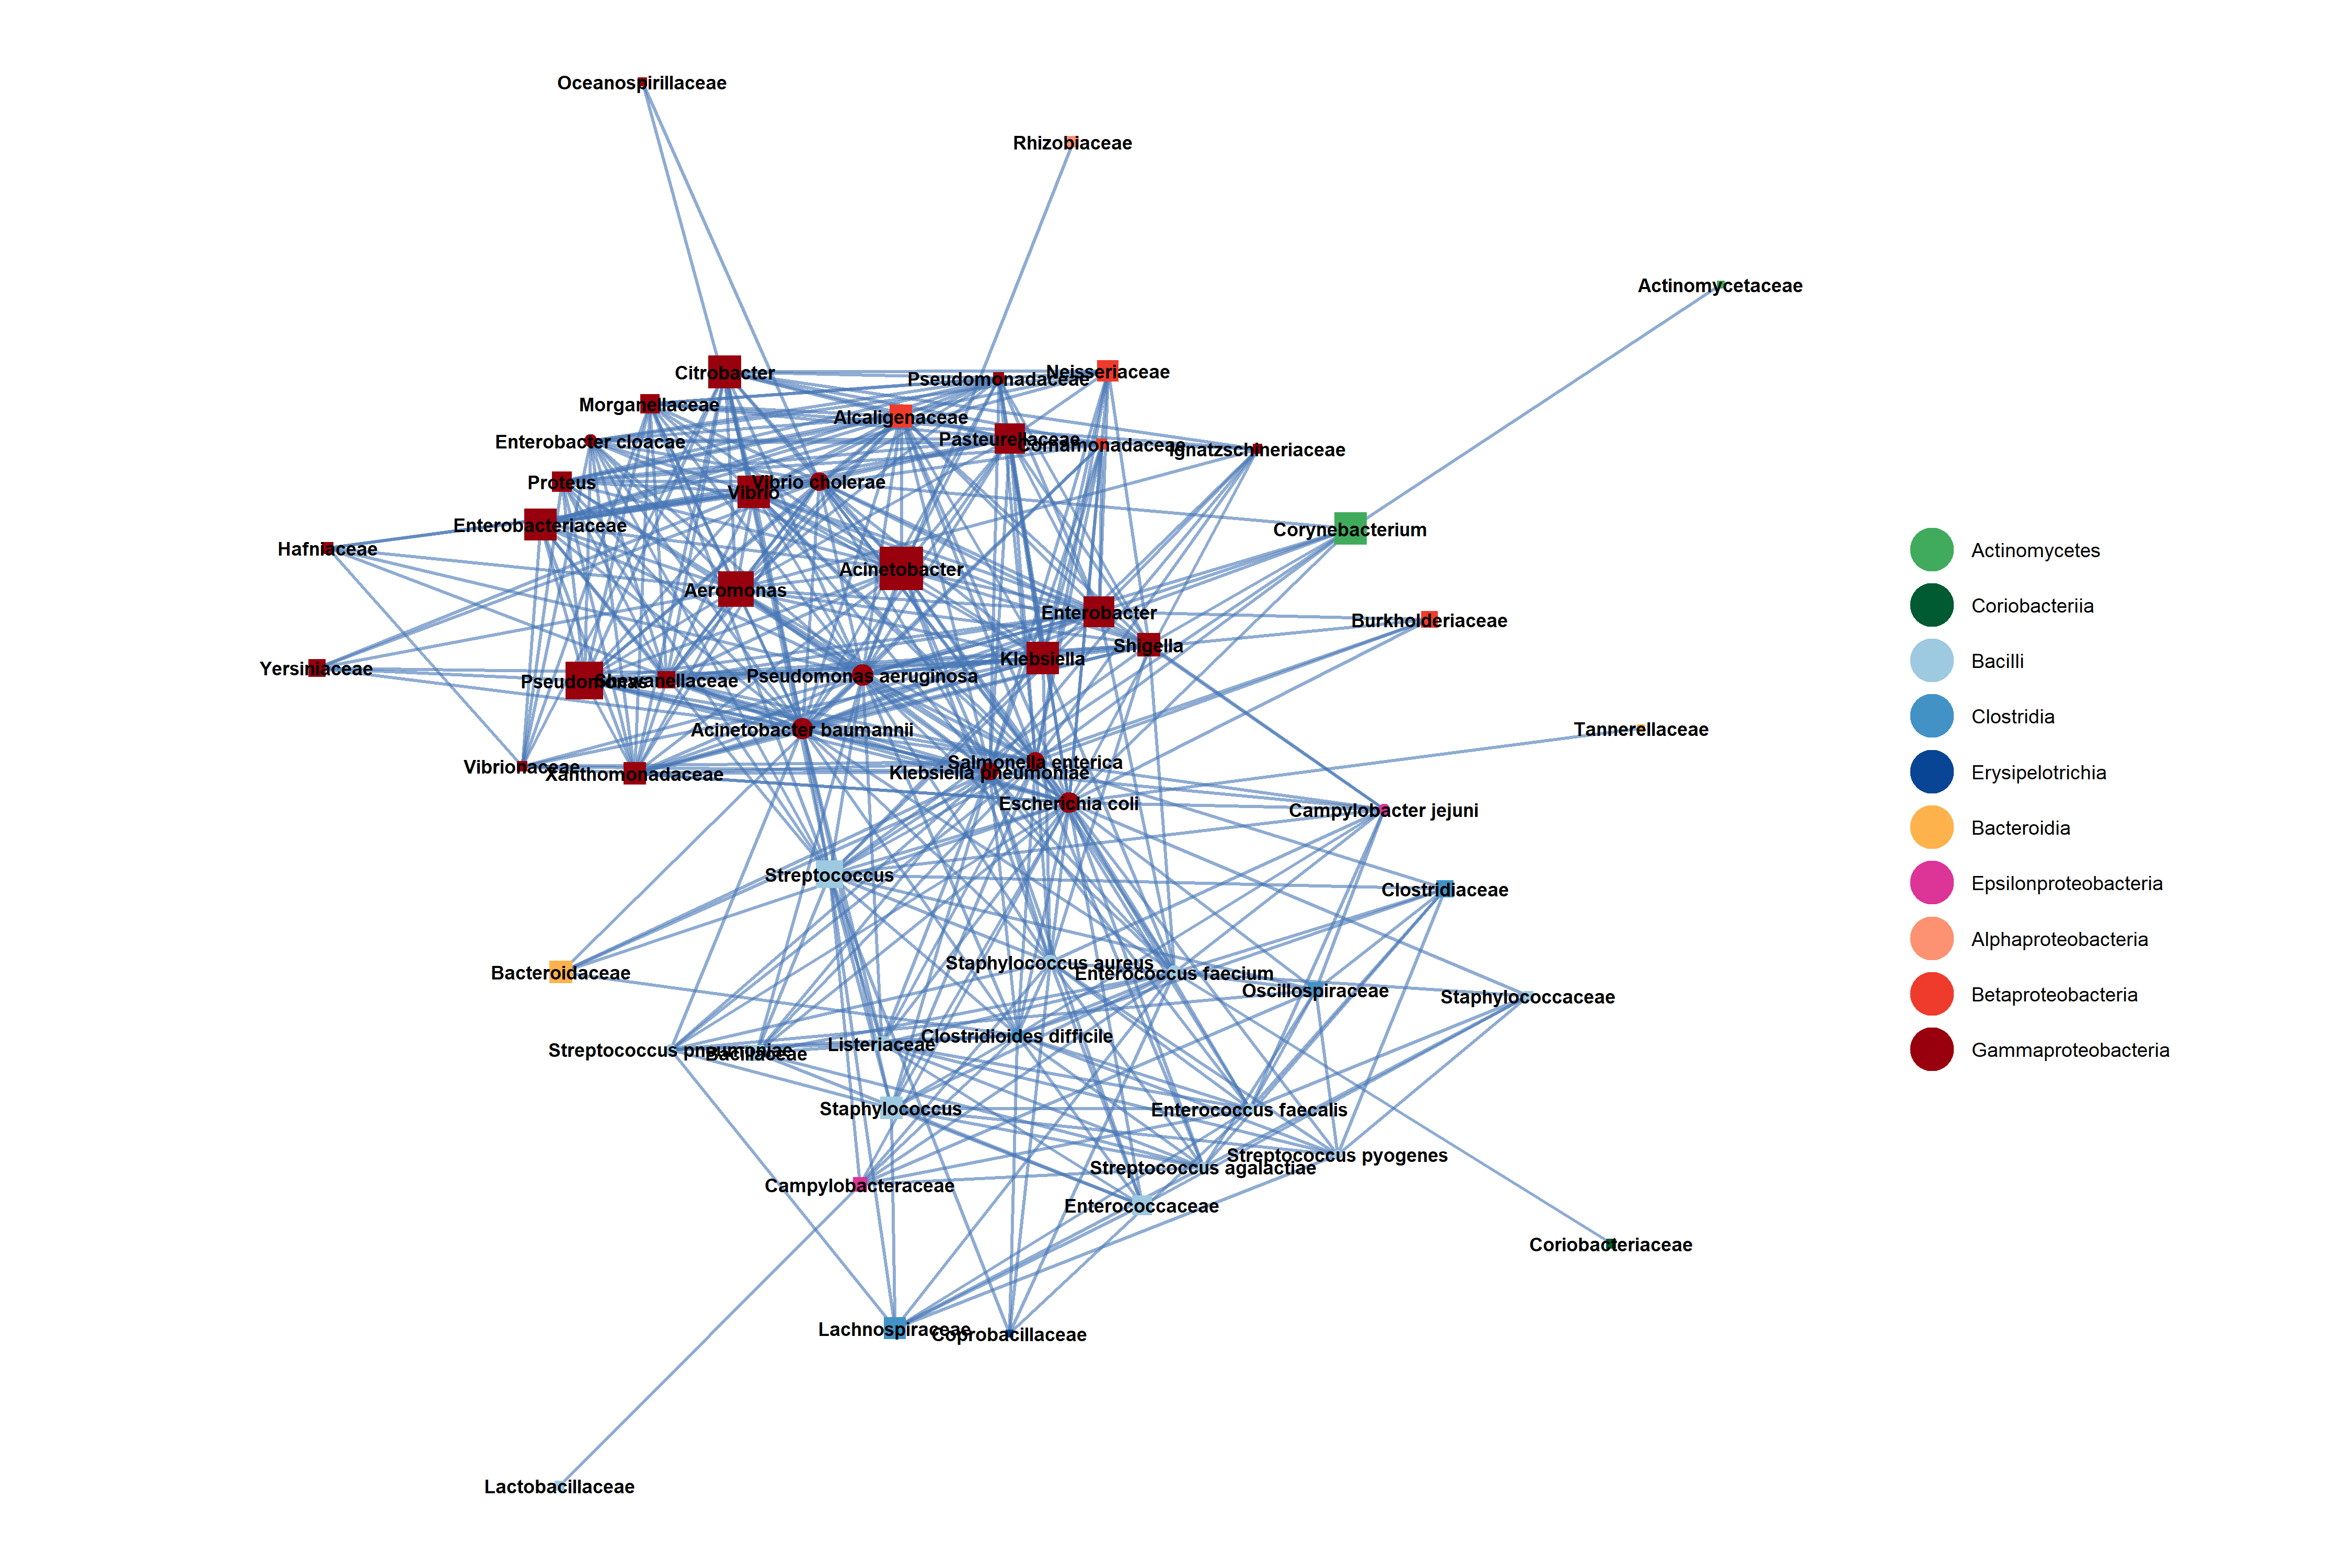 Oceanospirillaceae
Rhizobiaceae
Actinomycetaceae
Citrobacter
Neisseriaceae
Pseudomonadaceae
Morganellaceae
Alcaligenaceae
Enterobacter cloacae
Pasteurellaceae
Comamonadaceae
Ignatzschineriaceae
Proteus
Vibrio cholerae
Vibrio
Enterobacteriaceae
Corynebacterium
Hafniaceae
Acinetobacter
Aeromonas
Enterobacter
Burkholderiaceae
Shigella
Klebsiella
Yersiniaceae
Pseudomonas
Shewanellaceae
Pseudomonas aeruginosa
Acinetobacter baumannii
Tannerellaceae
Vibrionaceae
Xanthomonadaceae
Salmonella enterica
Klebsiella pneumoniae
Escherichia coli
Campylobacter jejuni
Streptococcus
Clostridiaceae
Bacteroidaceae
Staphylococcus aureus
Enterococcus faecium
Oscillospiraceae
Staphylococcaceae
Clostridioides difficile
Listeriaceae
Streptococcus pneumoniae
Bacillaceae
Staphylococcus
Enterococcus faecalis
Streptococcus pyogenes
Streptococcus agalactiae
Campylobacteraceae
Enterococcaceae
Coriobacteriaceae
Lachnospiraceae
Coprobacillaceae
Lactobacillaceae
Actinomycetes
Coriobacteriia
Bacilli
Clostridia
Erysipelotrichia
Bacteroidia
Epsilonproteobacteria
Alphaproteobacteria
Betaproteobacteria
Gammaproteobacteria